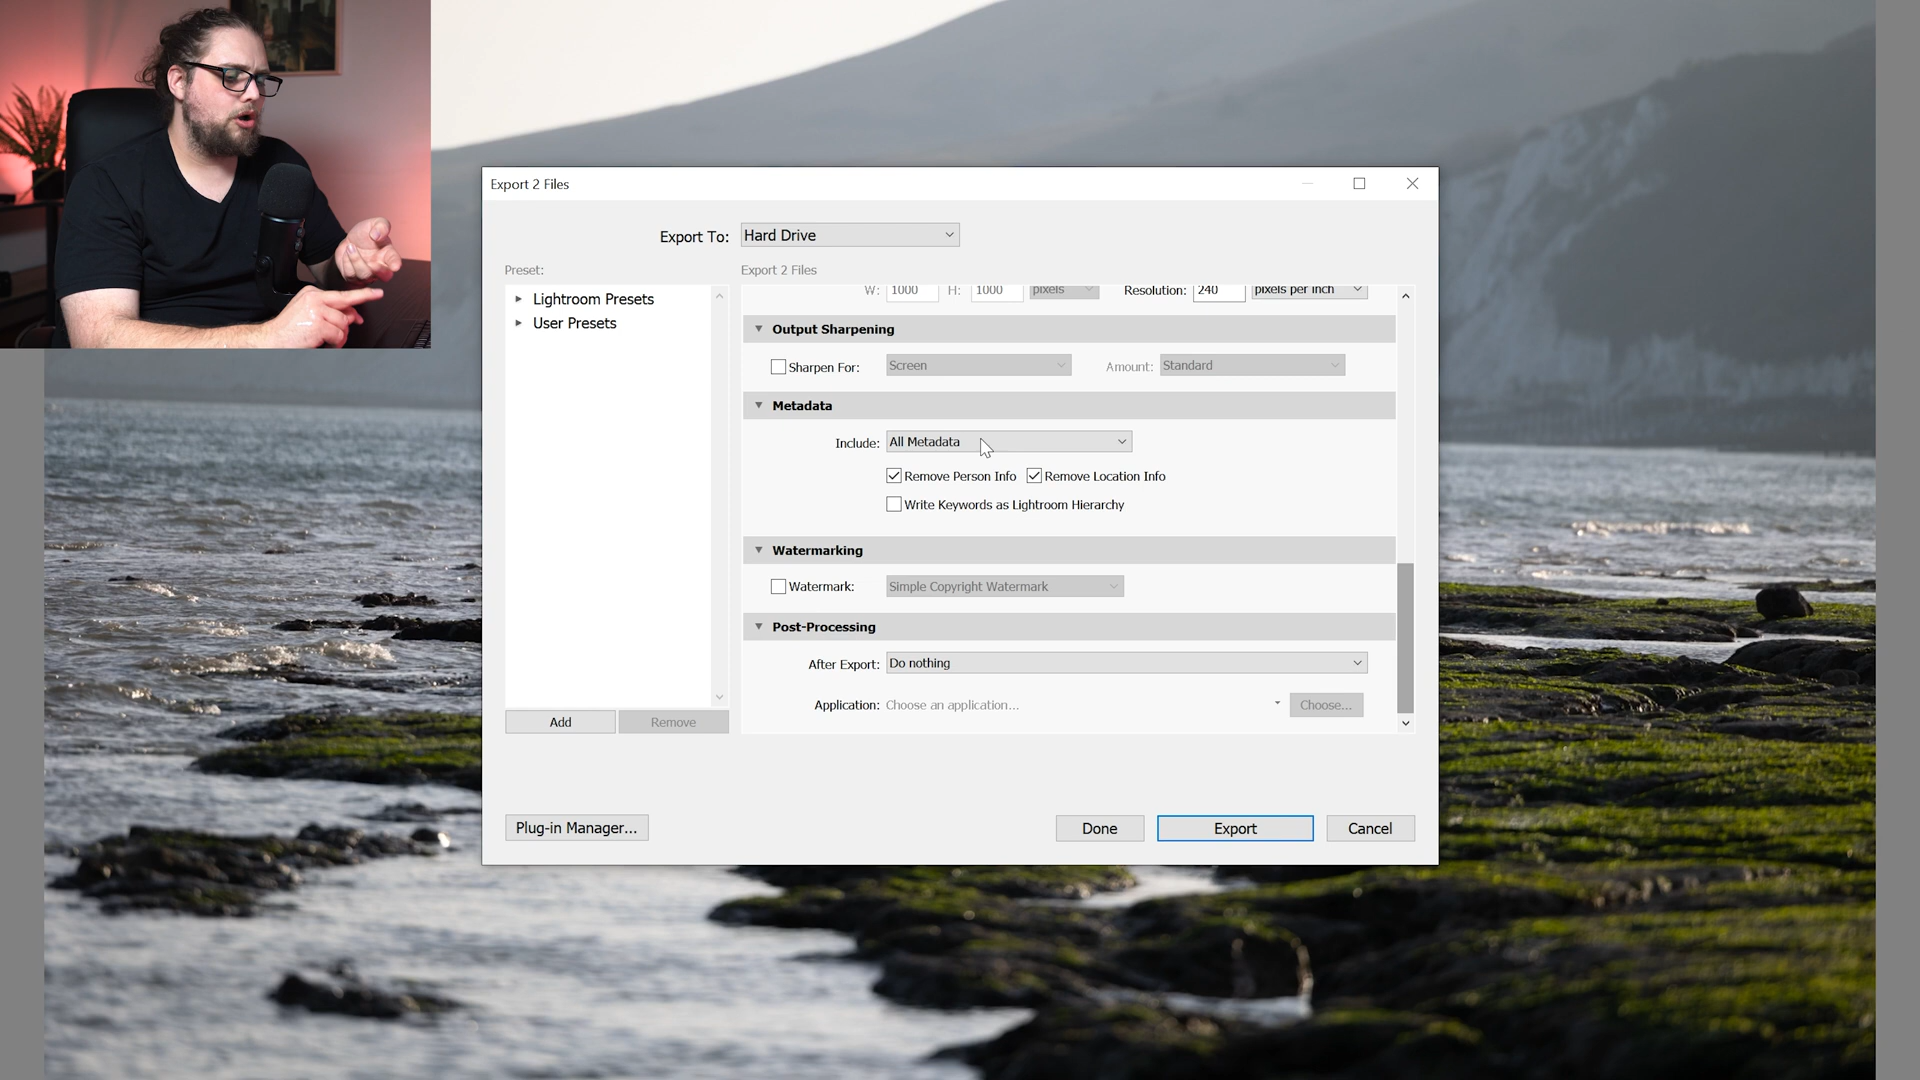 Export 2 Files
Export To: Hard Drive
Preset:
Export 2 Files
Lightroom Presets
User Presets
W: 1000 H: 1000 pixels Resolution: 240 pixels per inch
Output Sharpening
Sharpen For: Screen Amount: Standard
Metadata
Include: All Metadata
Remove Person Info Remove Location Info
Write Keywords as Lightroom Hierarchy
Watermarking
Watermark: Simple Copyright Watermark
Post-Processing
After Export: Do nothing
Application: Choose an application... Choose...
Add Remove
Plug-in Manager... Done Export Cancel